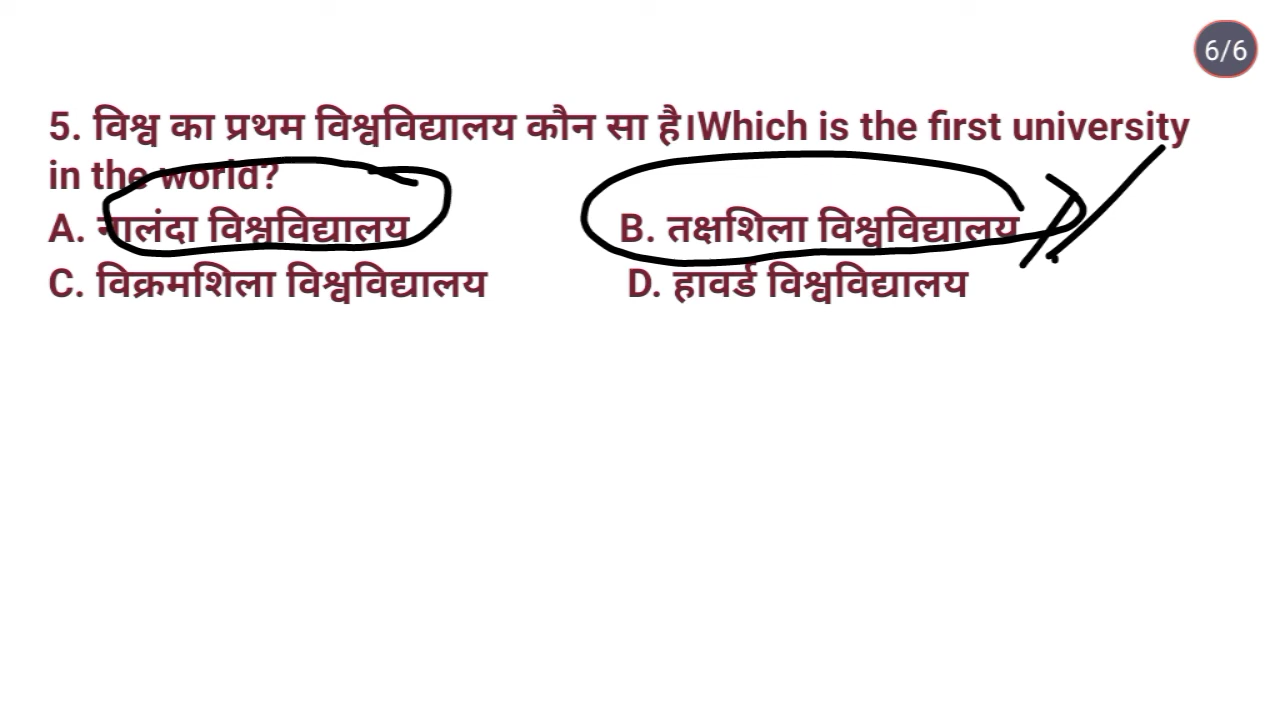 6/6
5. विश्व का प्रथम विश्वविद्यालय कौन सा है।Which is the first university
in the world?
A. नालंदा विश्वविद्यालय B. तक्षशिला विश्वविद्यालय
C. विक्रमशिला विश्वविद्यालय D. हावर्ड विश्वविद्यालय